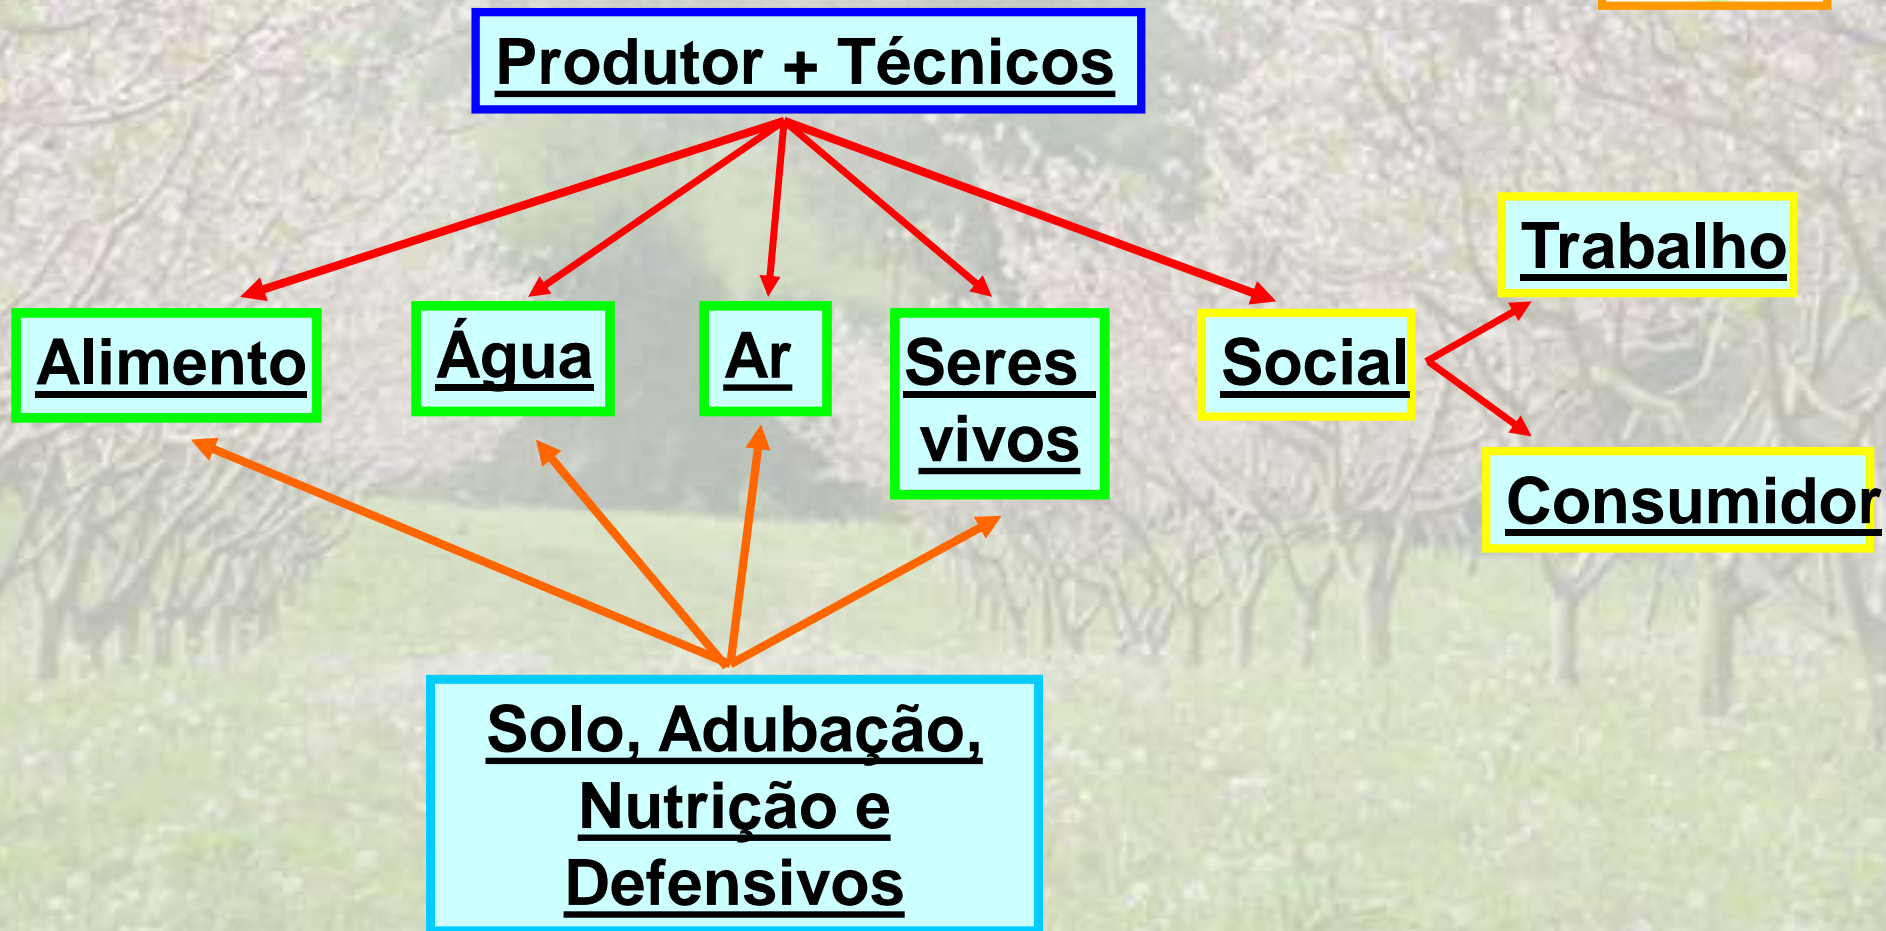 Produtor + Técnicos
Trabalho
Alimento
Água
Ar
Seres
vivos
Social
Consumidor
Solo, Adubação,
Nutrição e
Defensivos